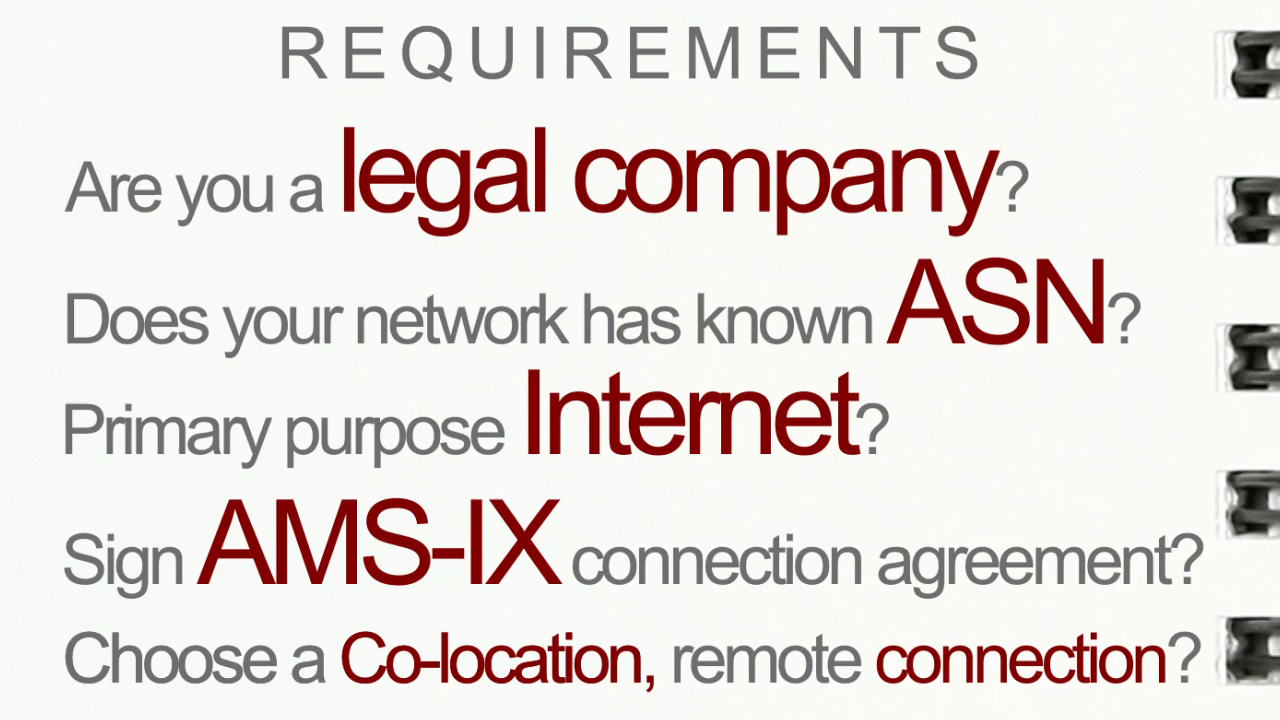 REQUIREMENTS
Are you a legal company?
Does your network has known ASN?
Primary purpose Internet?
Sign AMS-IX connection agreement?
Choose a Co-location, remote connection?